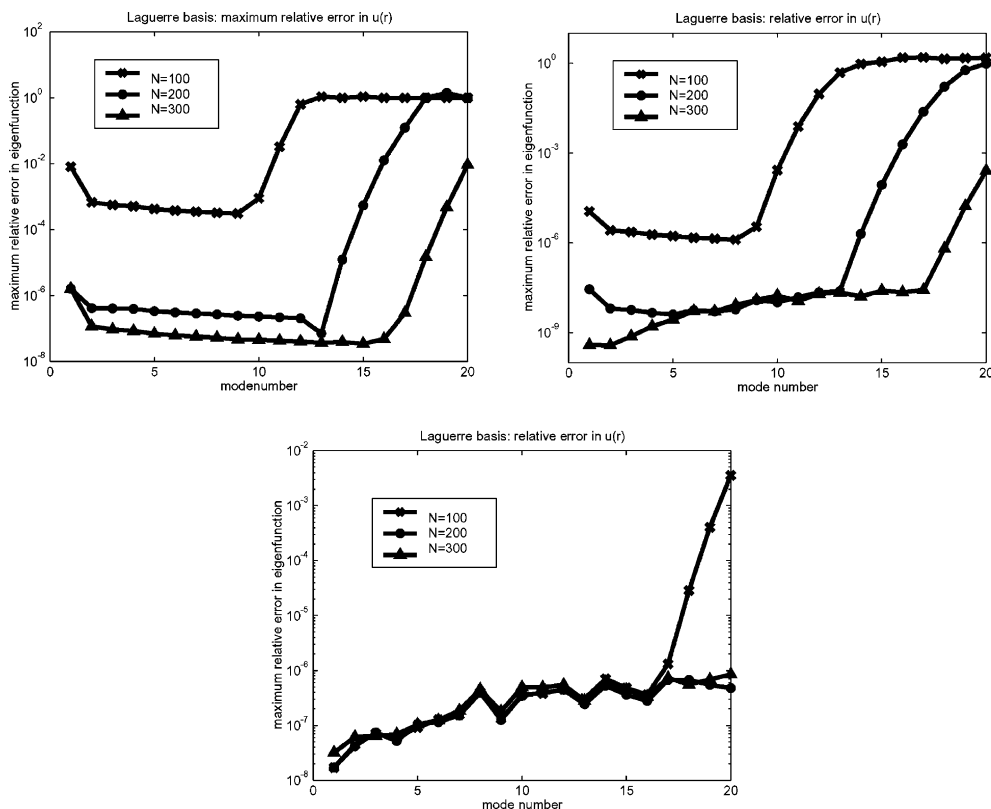 Laguerre basis: maximum relative error in u(r)
10^2
10^0
10^-2
10^-4
10^-6
10^-8
maximum relative error in eigenfunction
N=100
N=200
N=300
0 5 10 15 20
modenumber
Laguerre basis: relative error in u(r)
10^0
10^-3
10^-6
10^-9
maximum relative error in eigenfunction
N=100
N=200
N=300
0 5 10 15 20
mode number
Laguerre basis: relative error in u(r)
10^-2
10^-3
10^-4
10^-5
10^-6
10^-7
10^-8
maximum relative error in eigenfunction
N=100
N=200
N=300
0 5 10 15 20
mode number